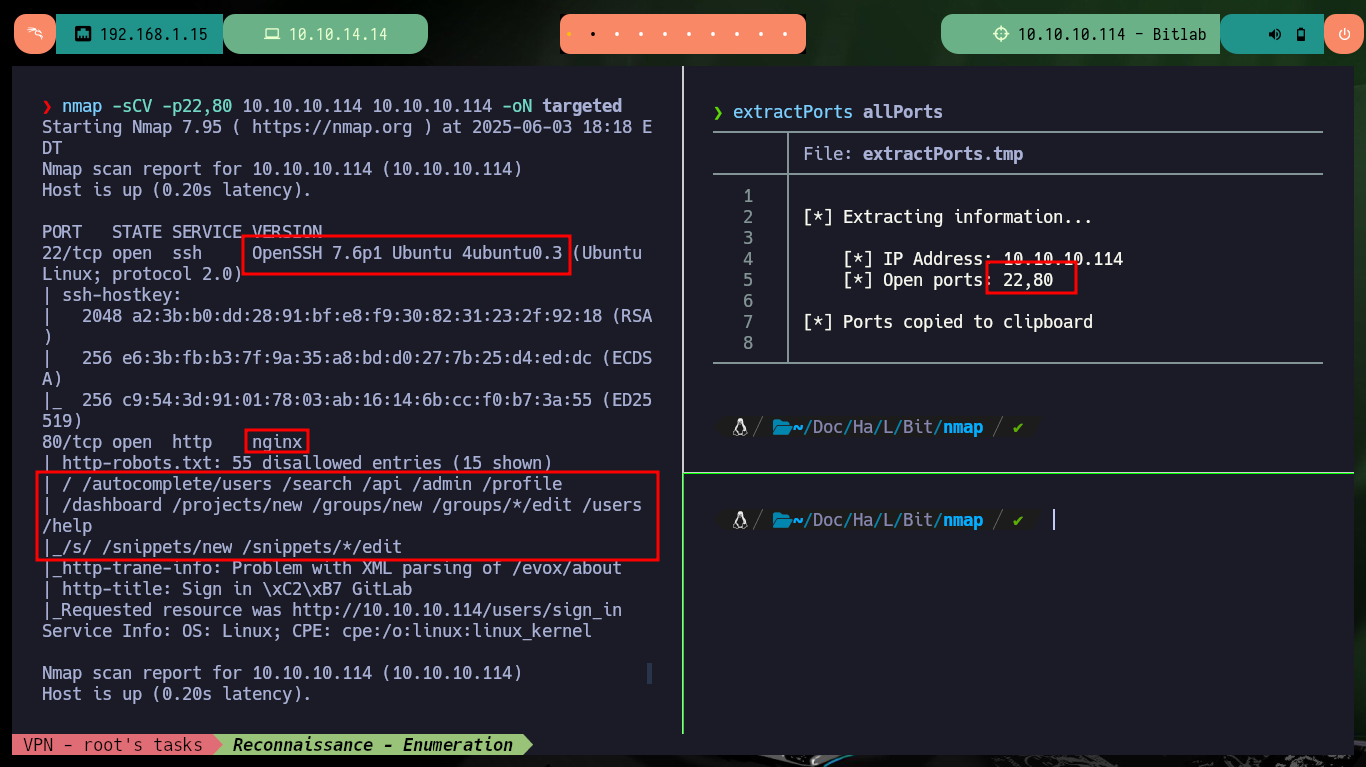 192.168.1.15
10.10.14.14
10.10.10.114 - Bitlab
❯ nmap -sCV -p22,80 10.10.10.114 10.10.10.114 -oN targeted
Starting Nmap 7.95 ( https://nmap.org ) at 2025-06-03 18:18 E
DT
Nmap scan report for 10.10.10.114 (10.10.10.114)
Host is up (0.20s latency).
PORT   STATE SERVICE VERSION
22/tcp open  ssh     OpenSSH 7.6p1 Ubuntu 4ubuntu0.3 (Ubuntu
Linux; protocol 2.0)
| ssh-hostkey:
|   2048 a2:3b:b0:dd:28:91:bf:e8:f9:30:82:31:23:2f:92:18 (RSA
)
|   256 e6:3b:fb:b3:7f:9a:35:a8:bd:d0:27:7b:25:d4:ed:dc (ECDS
A)
|_  256 c9:54:3d:91:01:78:03:ab:16:14:6b:cc:f0:b7:3a:55 (ED25
519)
80/tcp open  http    nginx
| http-robots.txt: 55 disallowed entries (15 shown)
| / /autocomplete/users /search /api /admin /profile
| /dashboard /projects/new /groups/new /groups/*/edit /users
/help
|_/s/ /snippets/new /snippets/*/edit
|_http-trane-info: Problem with XML parsing of /evox/about
| http-title: Sign in \xC2\xB7 GitLab
|_Requested resource was http://10.10.10.114/users/sign_in
Service Info: OS: Linux; CPE: cpe:/o:linux:linux_kernel
Nmap scan report for 10.10.10.114 (10.10.10.114)
Host is up (0.20s latency).
❯ extractPorts allPorts
File: extractPorts.tmp
1
2 [*] Extracting information...
3
4 [*] IP Address: 10.10.10.114
5 [*] Open ports: 22,80
6
7 [*] Ports copied to clipboard
8
/ ~/Doc/Ha/L/Bit/nmap / ✔
/ ~/Doc/Ha/L/Bit/nmap / ✔
VPN - root's tasks
Reconnaissance - Enumeration